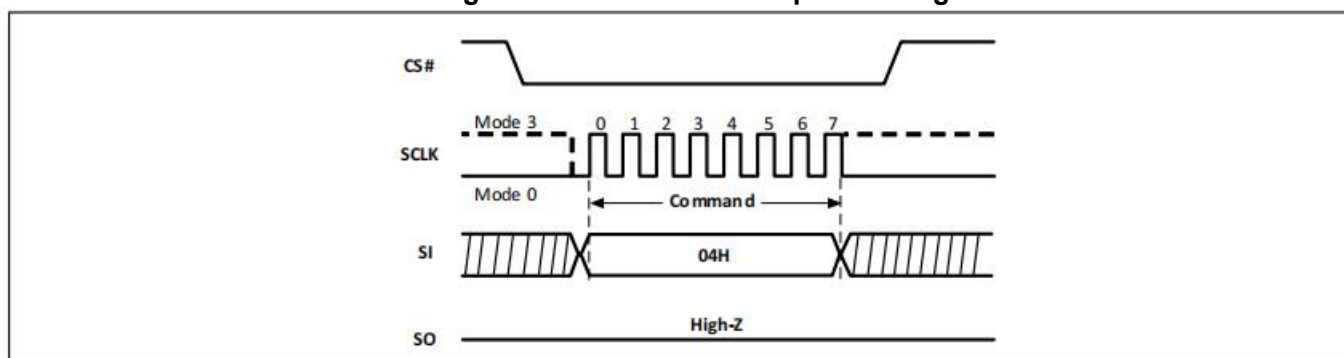 CS#
Mode 3
0 1 2 3 4 5 6 7
SCLK
Mode 0
Command
SI
04H
High-Z
SO